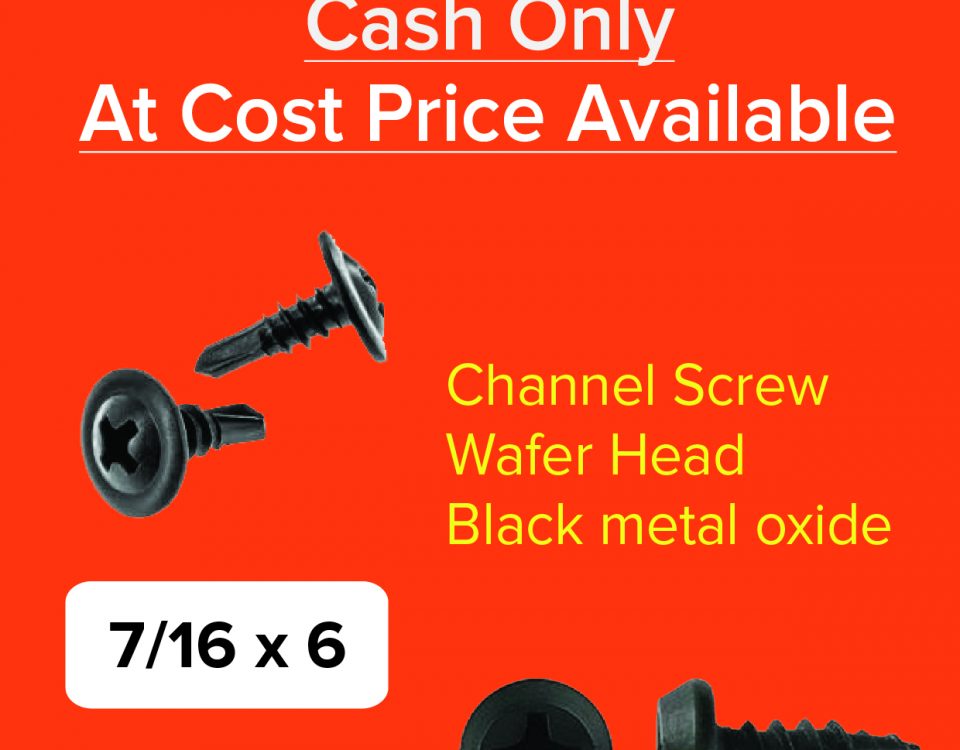 Cash Only
At Cost Price Available
Channel Screw
Wafer Head
Black metal oxide
7/16 x 6